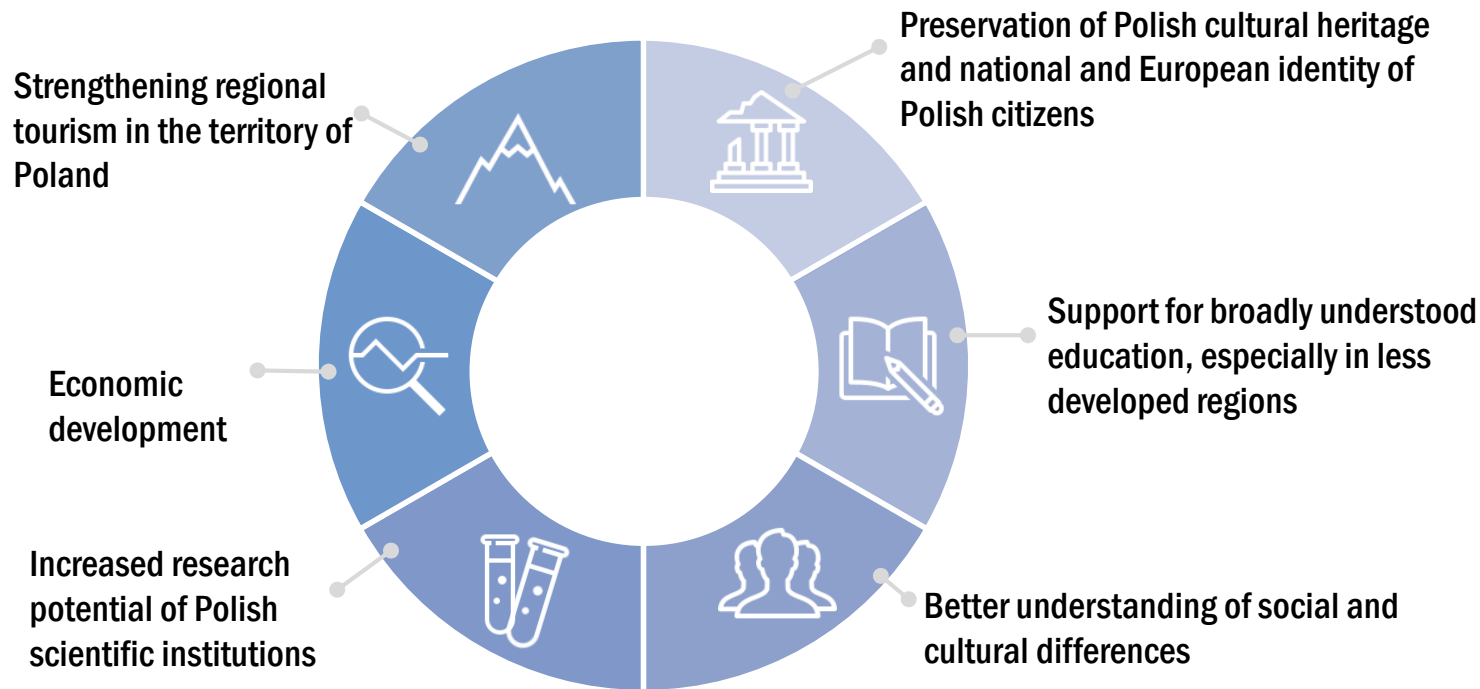 Preservation of Polish cultural heritage
and national and European identity of
Polish citizens
Strengthening regional
tourism in the territory of
Poland
Support for broadly understood
education, especially in less
developed regions
Economic
development
Increased research
potential of Polish
scientific institutions
Better understanding of social and
cultural differences